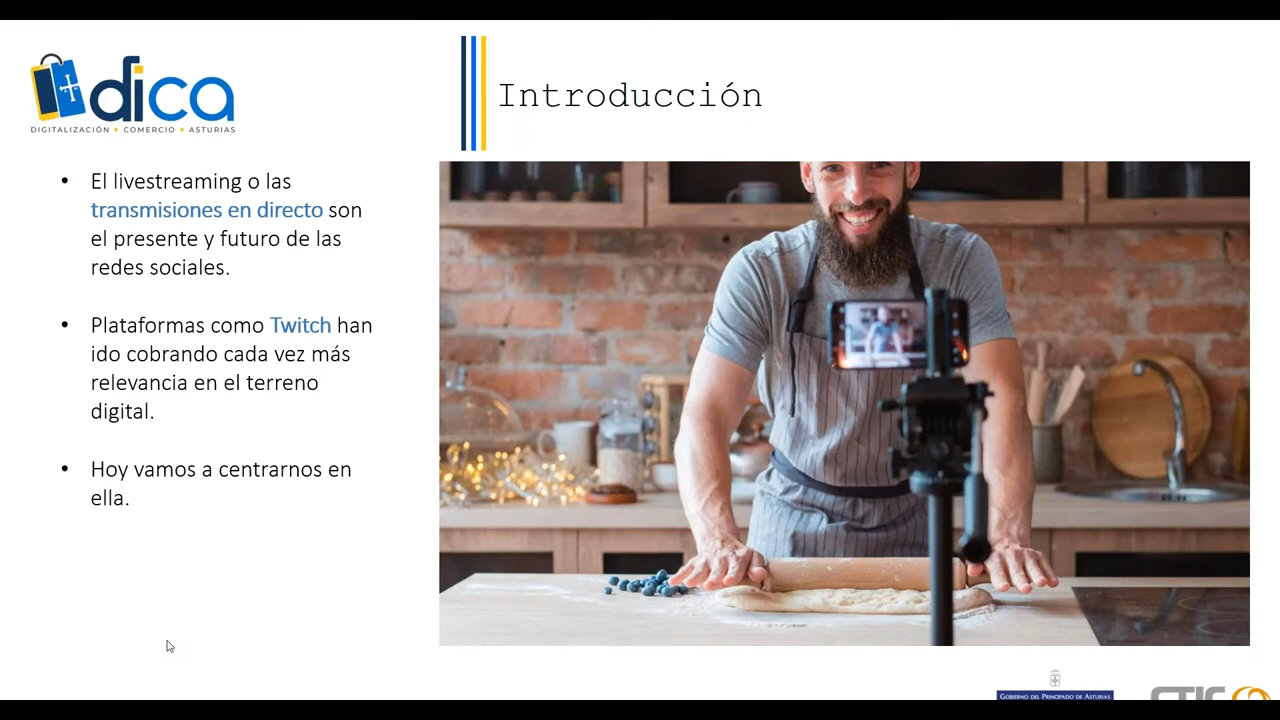 dica
DIGITALIZACIÓN • COMERCIO • ASTURIAS
Introducción
• El livestreaming o las
transmisiones en directo son
el presente y futuro de las
redes sociales.
• Plataformas como Twitch han
ido cobrando cada vez más
relevancia en el terreno
digital.
• Hoy vamos a centrarnos en
ella.
GOBIERNO DEL PRINCIPADO DE ASTURIAS